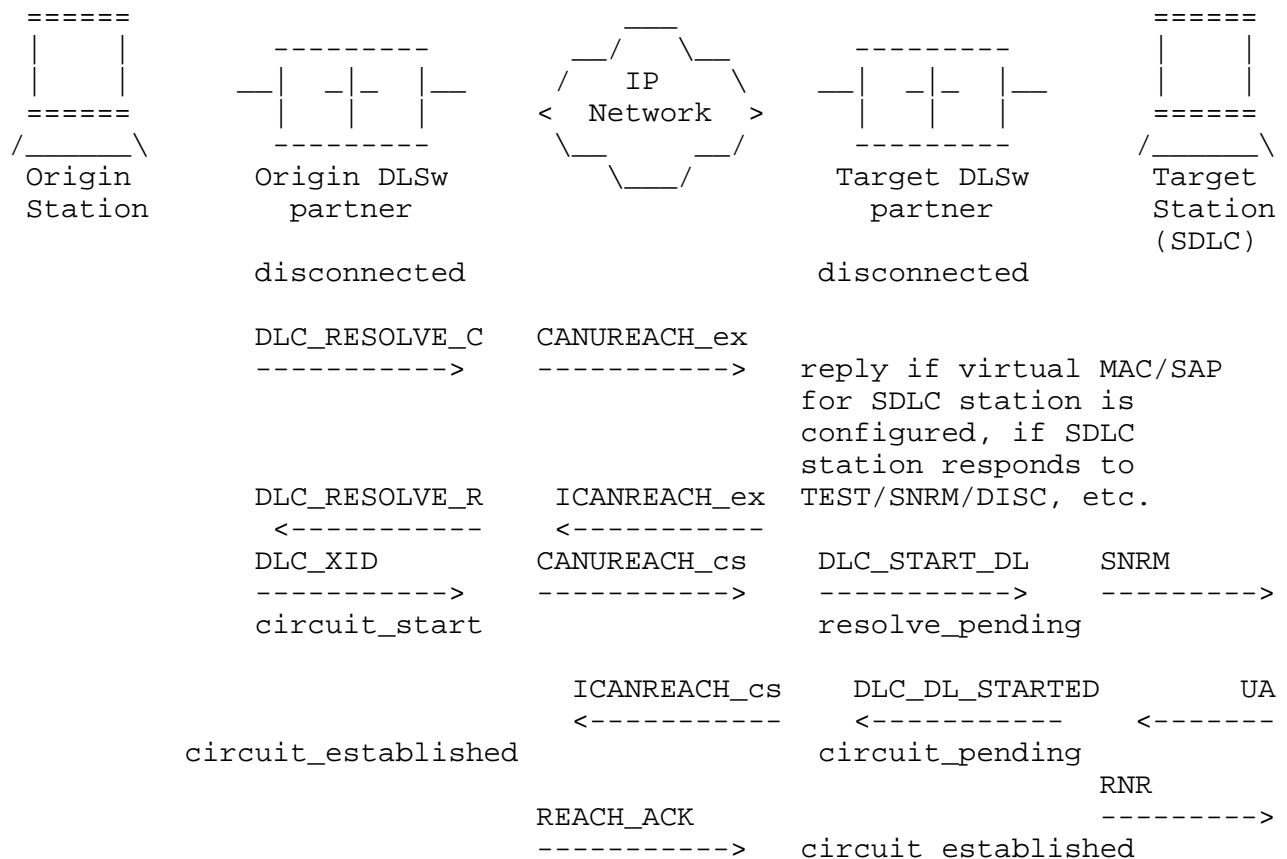 IP
Network
Origin Origin DLSw Target DLSw Target
Station partner partner Station
(SDLC)
disconnected disconnected
DLC_RESOLVE_C CANUREACH_ex
reply if virtual MAC/SAP
for SDLC station is
configured, if SDLC
station responds to
DLC_RESOLVE_R ICANREACH_ex TEST/SNRM/DISC, etc.
DLC_XID CANUREACH_cs DLC_START_DL SNRM
circuit_start resolve_pending
ICANREACH_cs DLC_DL_STARTED UA
circuit_established circuit_pending
RNR
REACH_ACK
circuit established